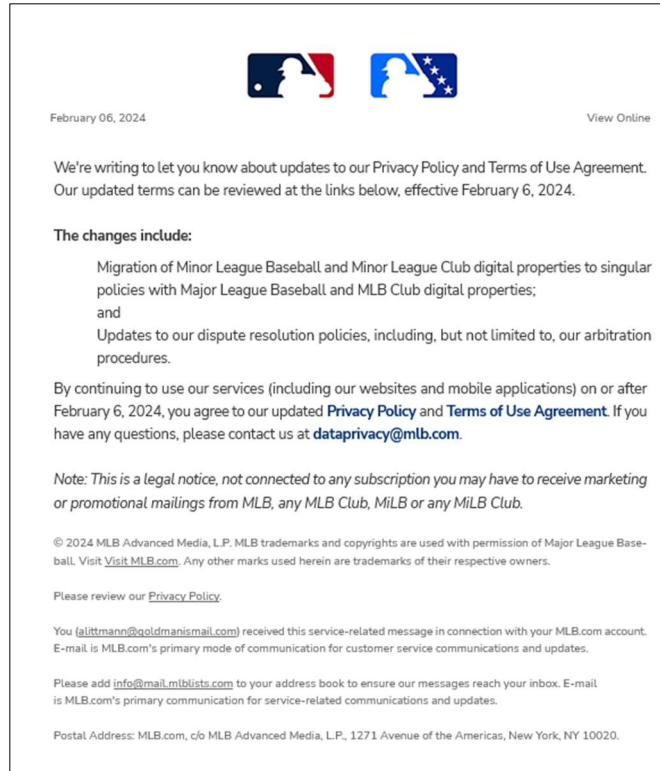 February 06, 2024
View Online
We're writing to let you know about updates to our Privacy Policy and Terms of Use Agreement.
Our updated terms can be reviewed at the links below, effective February 6, 2024.
The changes include:
Migration of Minor League Baseball and Minor League Club digital properties to singular
policies with Major League Baseball and MLB Club digital properties;
and
Updates to our dispute resolution policies, including, but not limited to, our arbitration
procedures.
By continuing to use our services (including our websites and mobile applications) on or after
February 6, 2024, you agree to our updated Privacy Policy and Terms of Use Agreement. If you
have any questions, please contact us at dataprivacy@mlb.com.
Note: This is a legal notice, not connected to any subscription you may have to receive marketing
or promotional mailings from MLB, any MLB Club, MiLB or any MiLB Club.
© 2024 MLB Advanced Media, L.P. MLB trademarks and copyrights are used with permission of Major League Base-
ball. Visit Visit MLB.com. Any other marks used herein are trademarks of their respective owners.
Please review our Privacy Policy.
You (alittmann@goldmanismail.com) received this service-related message in connection with your MLB.com account.
E-mail is MLB.com's primary mode of communication for customer service communications and updates.
Please add info@mail.mlblists.com to your address book to ensure our messages reach your inbox. E-mail
is MLB.com's primary communication for service-related communications and updates.
Postal Address: MLB.com, c/o MLB Advanced Media, L.P., 1271 Avenue of the Americas, New York, NY 10020.